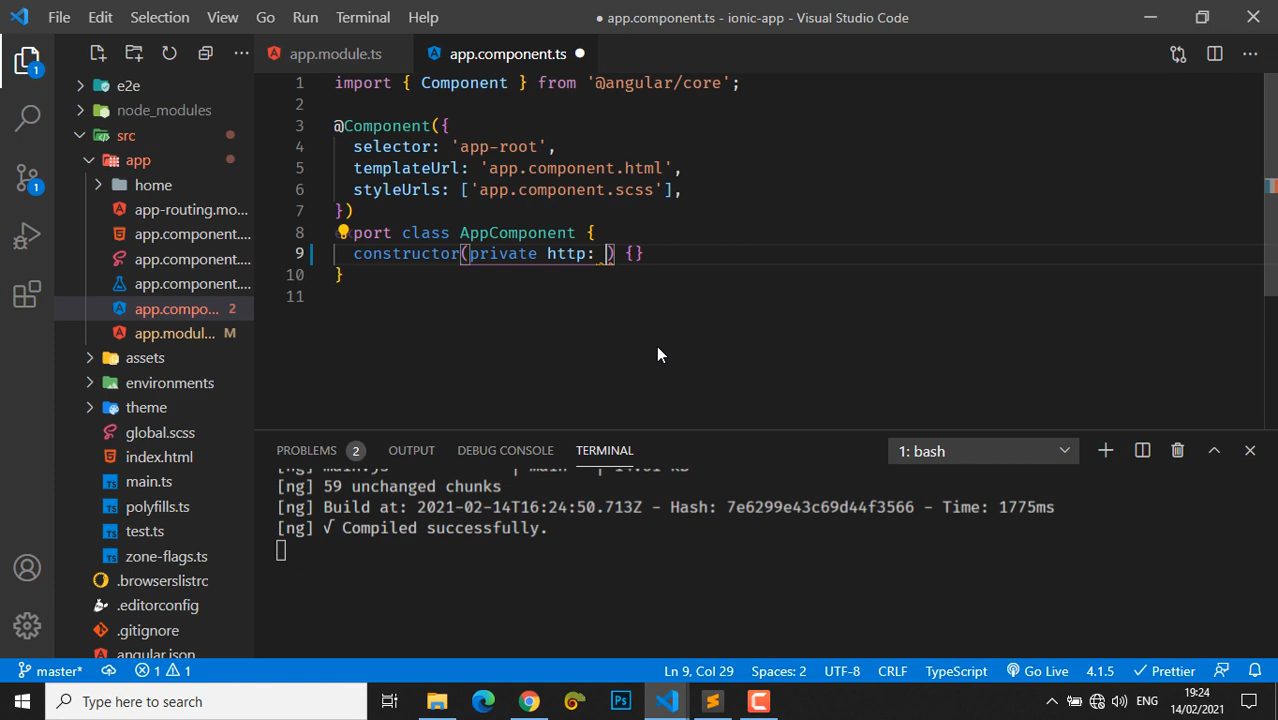 File Edit Selection View Go Run Terminal Help
● app.component.ts - ionic-app - Visual Studio Code
app.module.ts
app.component.ts
1
e2e
node_modules
src
app
home
app-routing.mo...
app.component....
app.component....
app.component....
app.compo... 2
app.modul... M
assets
environments
theme
global.scss
index.html
main.ts
polyfills.ts
test.ts
zone-flags.ts
.browserslistrc
.editorconfig
.gitignore
angular.json
1
1 import { Component } from '@angular/core';
2
3 @Component({
4 selector: 'app-root',
5 templateUrl: 'app.component.html',
6 styleUrls: ['app.component.scss'],
7 })
8 port class AppComponent {
9 constructor(private http: ) {}
10 }
11
PROBLEMS 2 OUTPUT DEBUG CONSOLE TERMINAL 1: bash
[ng] 59 unchanged chunks
[ng] Build at: 2021-02-14T16:24:50.713Z - Hash: 7e6299e43c69d44f3566 - Time: 1775ms
[ng] √ Compiled successfully.
master* 1 1 Ln 9, Col 29 Spaces: 2 UTF-8 CRLF TypeScript Go Live 4.1.5 Prettier
Type here to search
Ps
ENG
19:24
14/02/2021